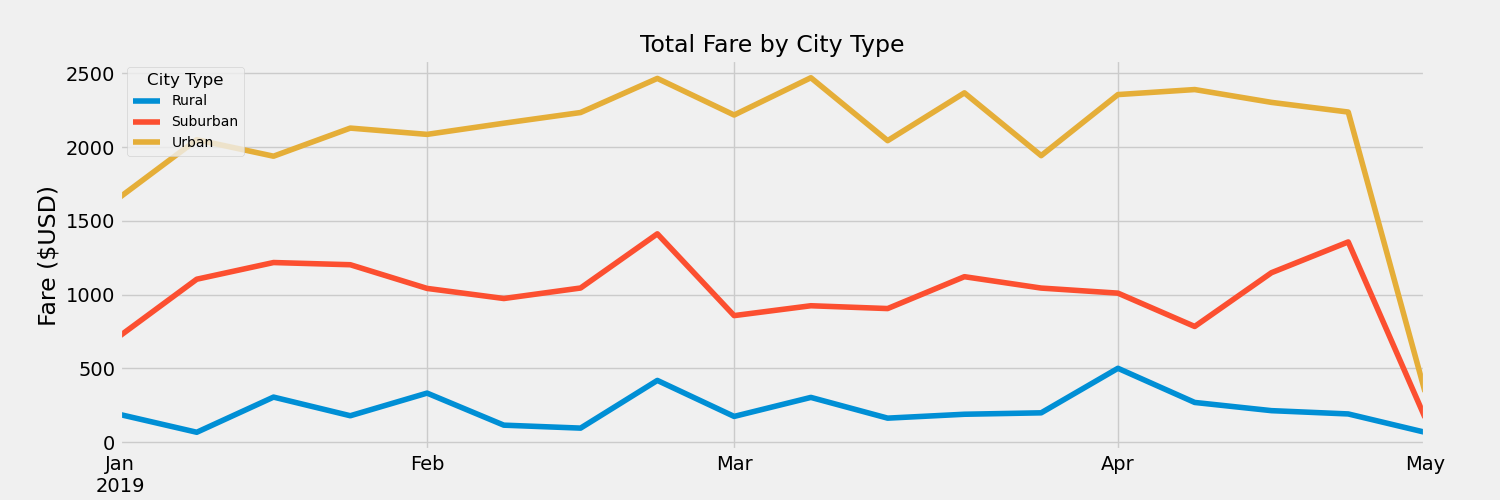 Total Fare by City Type
City Type
Rural
Suburban
Urban
Fare ($USD)
2500
2000
1500
1000
500
0
Jan
2019
Feb
Mar
Apr
May